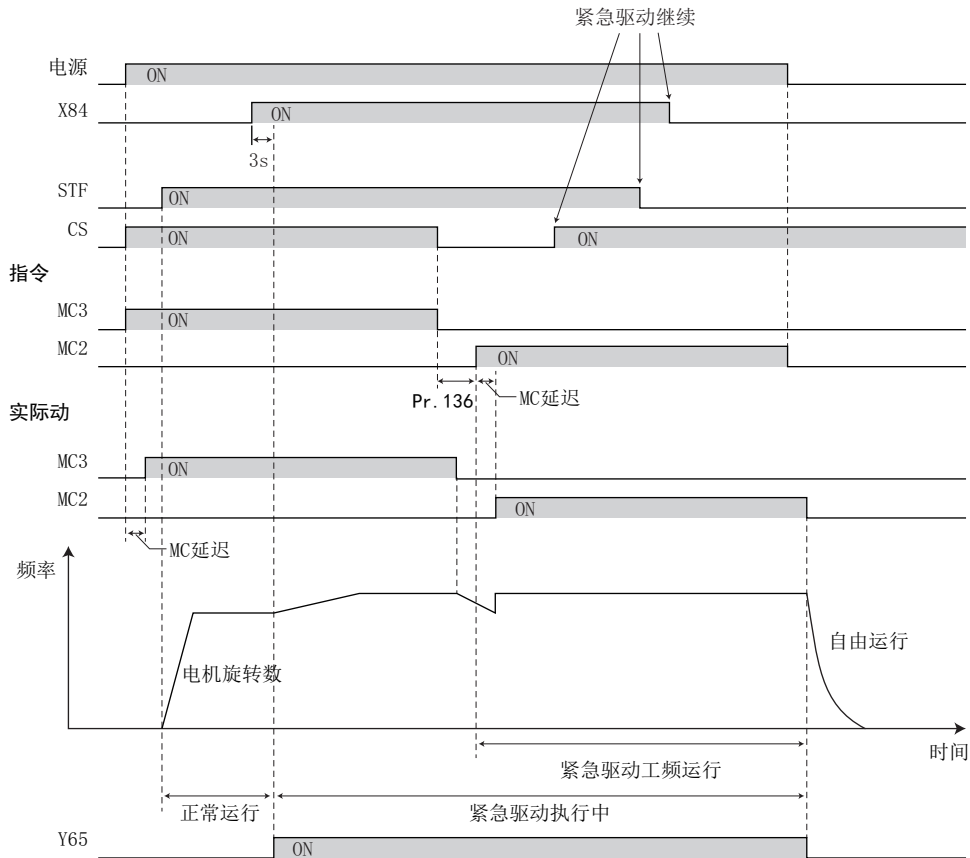 紧急驱动继续
电源 ON
X84 ON
3s
STF ON
CS ON ON
指令
MC3 ON
MC2 ON
Pr.136 MC延迟
实际动
MC3 ON
MC2 ON
MC延迟
频率
自由运行
电机旋转数
时间
紧急驱动工频运行
正常运行 紧急驱动执行中
Y65 ON